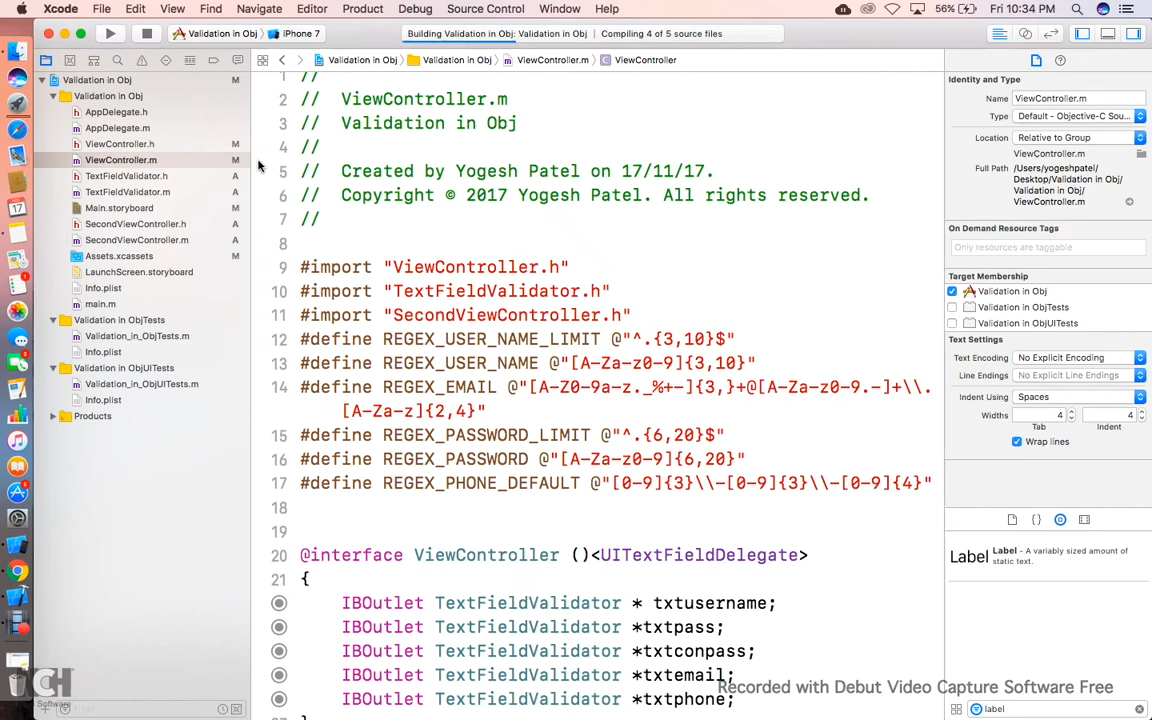 Xcode File Edit View Find Navigate Editor Product Debug Source Control Window Help 56% Fri 10:34 PM
Validation in Obj iPhone 7 Building Validation in Obj: Validation in Obj Compiling 4 of 5 source files
Validation in Obj Validation in Obj ViewController.m ViewController
Validation in Obj M
Validation in Obj
AppDelegate.h
AppDelegate.m
ViewController.h M
ViewController.m M
TextFieldValidator.h A
TextFieldValidator.m A
Main.storyboard M
SecondViewController.h A
SecondViewController.m A
Assets.xcassets M
LaunchScreen.storyboard
Info.plist
main.m
Validation in ObjTests
Validation_in_ObjTests.m
Info.plist
Validation in ObjUITests
Validation_in_ObjUITests.m
Info.plist
Products
Filter
1 //
2 // ViewController.m
3 // Validation in Obj
4 //
5 // Created by Yogesh Patel on 17/11/17.
6 // Copyright © 2017 Yogesh Patel. All rights reserved.
7 //
8
9 #import "ViewController.h"
10 #import "TextFieldValidator.h"
11 #import "SecondViewController.h"
12 #define REGEX_USER_NAME_LIMIT @"^.{3,10}$"
13 #define REGEX_USER_NAME @"[A-Za-z0-9]{3,10}"
14 #define REGEX_EMAIL @"[A-Z0-9a-z._%+-]{3,}+@[A-Za-z0-9.-]+\\.
[A-Za-z]{2,4}"
15 #define REGEX_PASSWORD_LIMIT @"^.{6,20}$"
16 #define REGEX_PASSWORD @"[A-Za-z0-9]{6,20}"
17 #define REGEX_PHONE_DEFAULT @"[0-9]{3}\\-[0-9]{3}\\-[0-9]{4}"
18
19
20 @interface ViewController ()<UITextFieldDelegate>
21 {
IBOutlet TextFieldValidator * txtusername;
IBOutlet TextFieldValidator *txtpass;
IBOutlet TextFieldValidator *txtconpass;
IBOutlet TextFieldValidator *txtemail;
IBOutlet TextFieldValidator *txtphone;
Identity and Type
Name ViewController.m
Type Default - Objective-C Sou...
Location Relative to Group
ViewController.m
Full Path /Users/yogeshpatel/
Desktop/Validation in Obj/
Validation in Obj/
ViewController.m
On Demand Resource Tags
Only resources are taggable
Target Membership
Validation in Obj
Validation in ObjTests
Validation in ObjUITests
Text Settings
Text Encoding No Explicit Encoding
Line Endings No Explicit Line Endings
Indent Using Spaces
Widths 4 4
Tab Indent
Wrap lines
Label Label - A variably sized amount of
static text.
label
NCH
Software
Recorded with Debut Video Capture Software Free